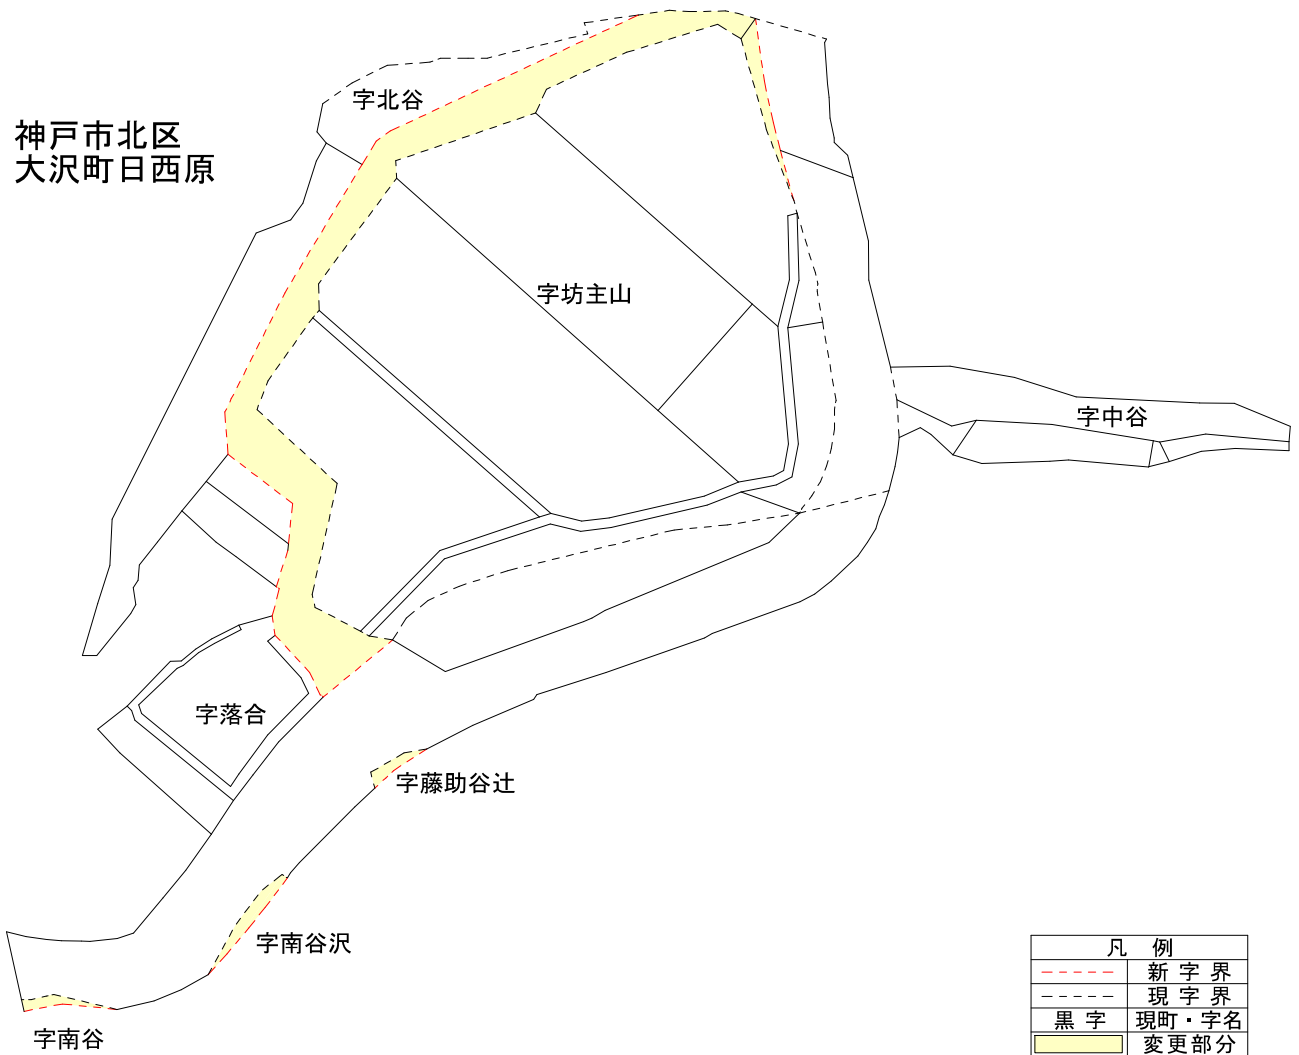 神戸市北区
大沢町日西原
字北谷
字坊主山
字中谷
字落合
字藤助谷辻
字南谷沢
字南谷
凡 例
新 字 界
現 字 界
黒 字 現町・字名
変更部分